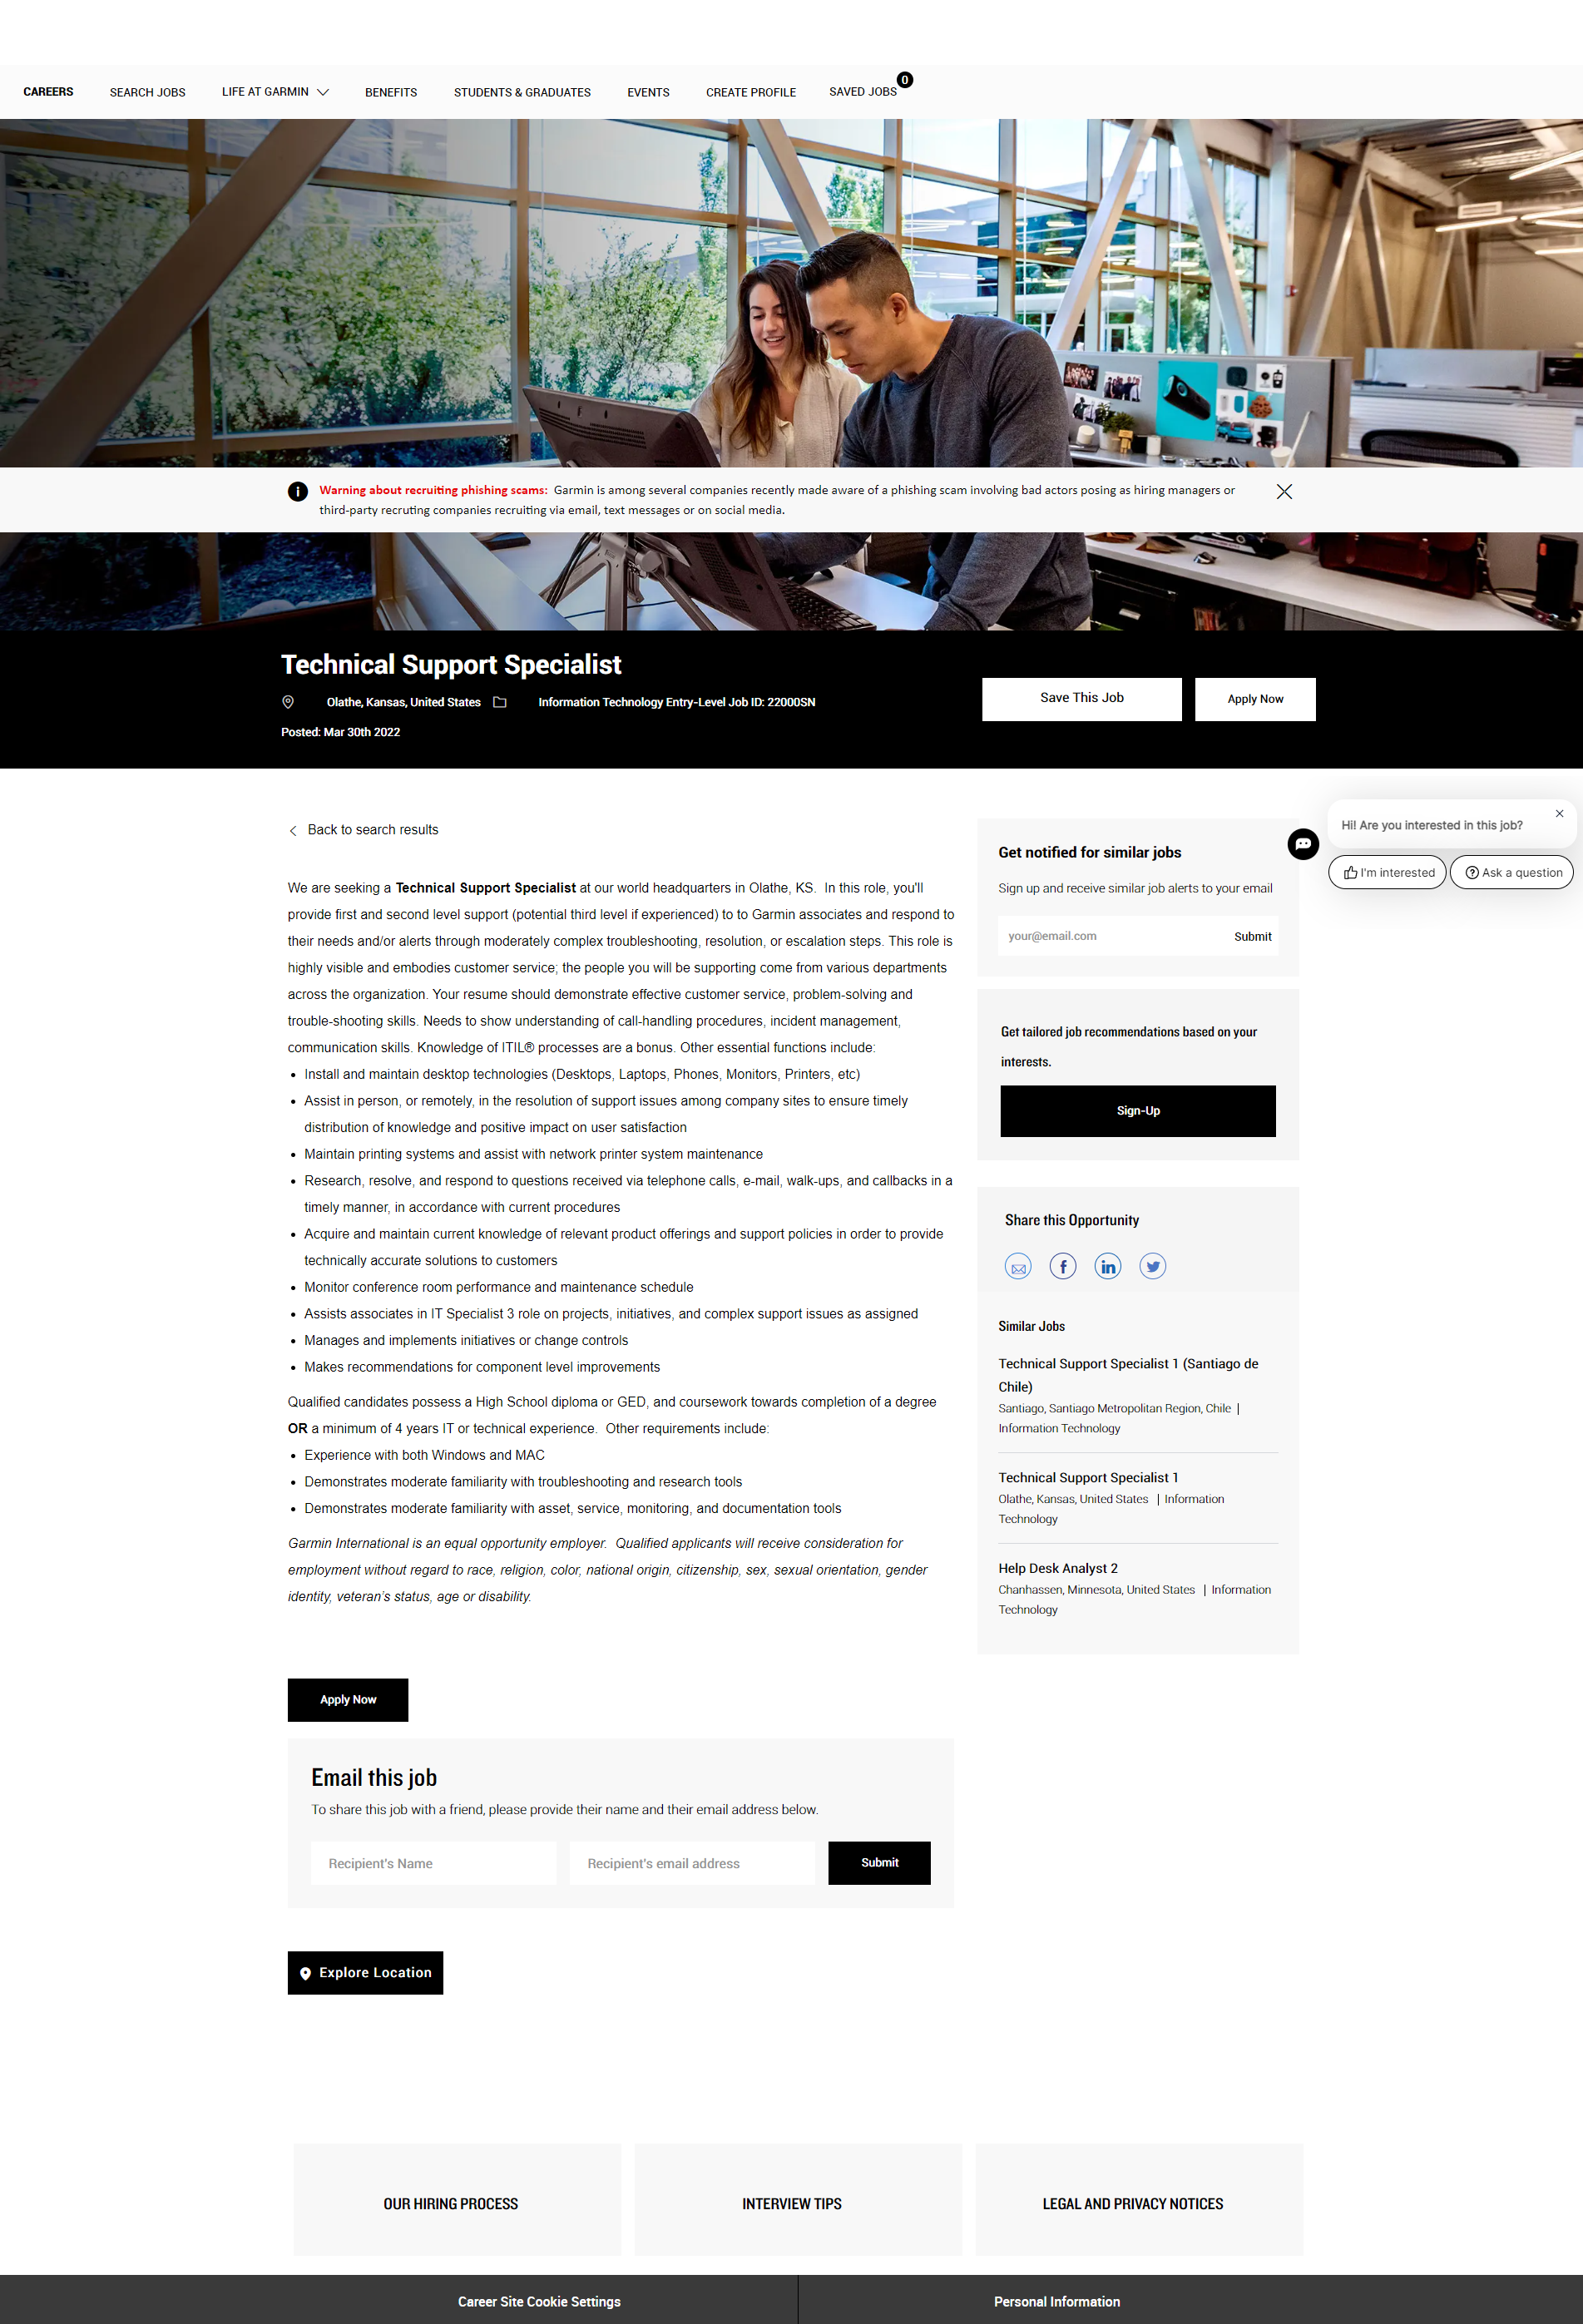 CAREERS
SEARCH JOBS
LIFE AT GARMIN
BENEFITS
STUDENTS & GRADUATES
EVENTS
CREATE PROFILE
SAVED JOBS
0
Warning about recruiting phishing scams: Garmin is among several companies recently made aware of a phishing scam involving bad actors posing as hiring managers or
third-party recruting companies recruiting via email, text messages or on social media.
Technical Support Specialist
Olathe, Kansas, United States
Information Technology Entry-Level Job ID: 22000SN
Posted: Mar 30th 2022
Save This Job
Apply Now
Back to search results
We are seeking a Technical Support Specialist at our world headquarters in Olathe, KS. In this role, you'll
provide first and second level support (potential third level if experienced) to to Garmin associates and respond to
their needs and/or alerts through moderately complex troubleshooting, resolution, or escalation steps. This role is
highly visible and embodies customer service; the people you will be supporting come from various departments
across the organization. Your resume should demonstrate effective customer service, problem-solving and
trouble-shooting skills. Needs to show understanding of call-handling procedures, incident management,
communication skills. Knowledge of ITIL® processes are a bonus. Other essential functions include:
• Install and maintain desktop technologies (Desktops, Laptops, Phones, Monitors, Printers, etc)
• Assist in person, or remotely, in the resolution of support issues among company sites to ensure timely
distribution of knowledge and positive impact on user satisfaction
• Maintain printing systems and assist with network printer system maintenance
• Research, resolve, and respond to questions received via telephone calls, e-mail, walk-ups, and callbacks in a
timely manner, in accordance with current procedures
• Acquire and maintain current knowledge of relevant product offerings and support policies in order to provide
technically accurate solutions to customers
• Monitor conference room performance and maintenance schedule
• Assists associates in IT Specialist 3 role on projects, initiatives, and complex support issues as assigned
• Manages and implements initiatives or change controls
• Makes recommendations for component level improvements
Qualified candidates possess a High School diploma or GED, and coursework towards completion of a degree
OR a minimum of 4 years IT or technical experience. Other requirements include:
• Experience with both Windows and MAC
• Demonstrates moderate familiarity with troubleshooting and research tools
• Demonstrates moderate familiarity with asset, service, monitoring, and documentation tools
Garmin International is an equal opportunity employer. Qualified applicants will receive consideration for
employment without regard to race, religion, color, national origin, citizenship, sex, sexual orientation, gender
identity, veteran's status, age or disability.
Apply Now
Email this job
To share this job with a friend, please provide their name and their email address below.
Recipient's Name
Recipient's email address
Submit
Explore Location
Get notified for similar jobs
Sign up and receive similar job alerts to your email
your@email.com
Submit
Get tailored job recommendations based on your
interests.
Sign-Up
Share this Opportunity
Similar Jobs
Technical Support Specialist 1 (Santiago de
Chile)
Santiago, Santiago Metropolitan Region, Chile |
Information Technology
Technical Support Specialist 1
Olathe, Kansas, United States | Information
Technology
Help Desk Analyst 2
Chanhassen, Minnesota, United States | Information
Technology
Hi! Are you interested in this job?
I'm interested
Ask a question
OUR HIRING PROCESS
INTERVIEW TIPS
LEGAL AND PRIVACY NOTICES
Career Site Cookie Settings
Personal Information